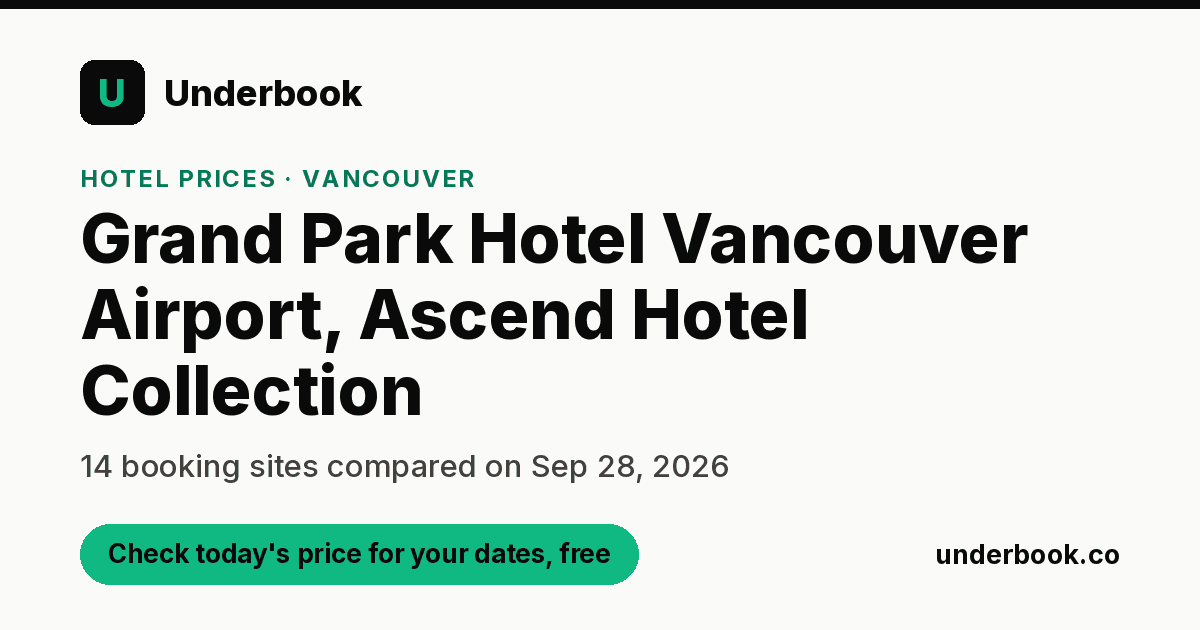 U Underbook
HOTEL PRICES · VANCOUVER
Grand Park Hotel Vancouver
Airport, Ascend Hotel
Collection
14 booking sites compared on Sep 28, 2026
Check today's price for your dates, free
underbook.co